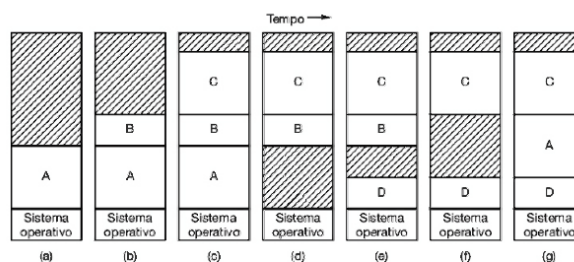 Tempo
C C C C C
B B B B A
A A A D D D
Sistema operativo Sistema operativo Sistema operativo Sistema operativo Sistema operativo Sistema operativo Sistema operativo
(a) (b) (c) (d) (e) (f) (g)